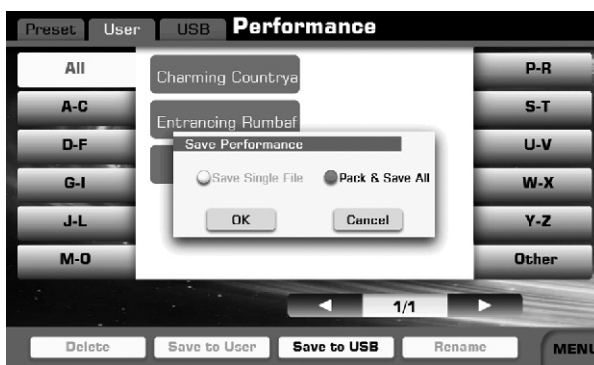 Preset User USB Performance
All
A-C
D-F
G-I
J-L
M-O
Charming Countrya
Entrancing Rumbaf
Save Performance
Save Single File Pack & Save All
OK Cancel
P-R
S-T
U-V
W-X
Y-Z
Other
1/1
Delete Save to User Save to USB Rename MENU